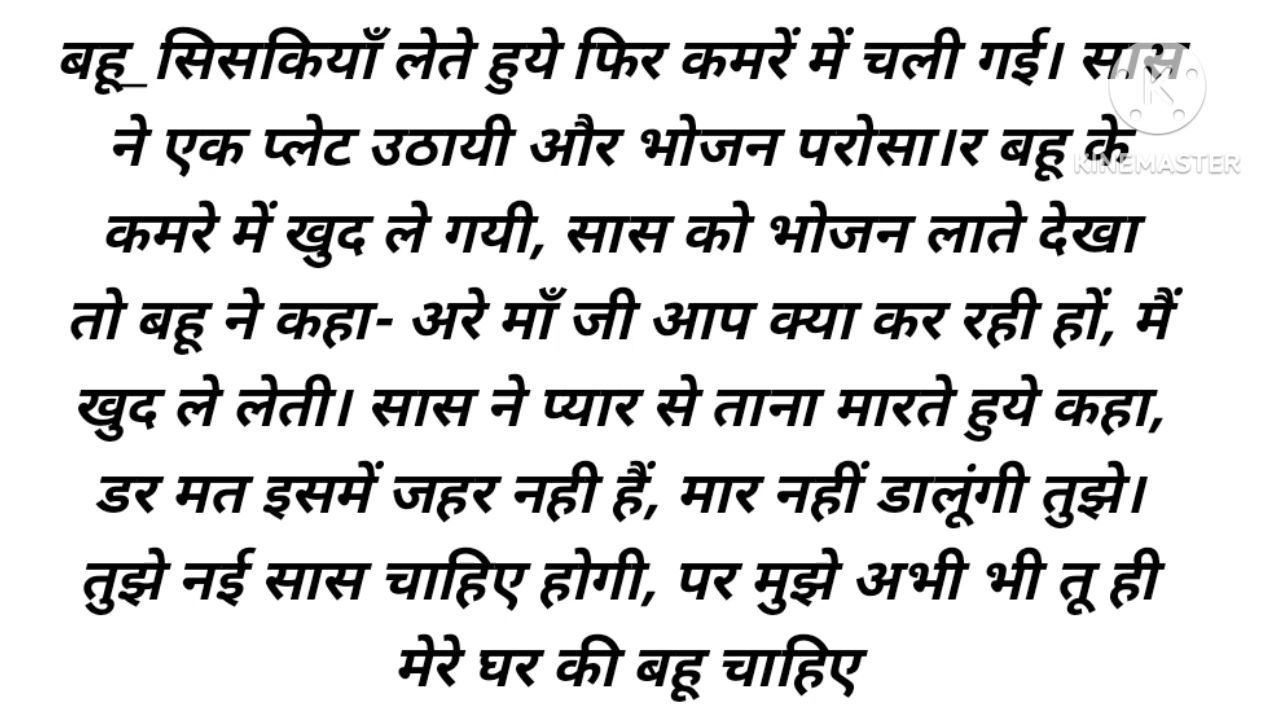 बहू_सिसकियाँ लेते हुये फिर कमरें में चली गई। सास
ने एक प्लेट उठायी और भोजन परोसा।र बहू के
KINEMASTER
कमरे में खुद ले गयी, सास को भोजन लाते देखा
तो बहू ने कहा- अरे माँ जी आप क्या कर रही हों, मैं
खुद ले लेती। सास ने प्यार से ताना मारते हुये कहा,
डर मत इसमें जहर नही हैं, मार नहीं डालूंगी तुझे।
तुझे नई सास चाहिए होगी, पर मुझे अभी भी तू ही
मेरे घर की बहू चाहिए